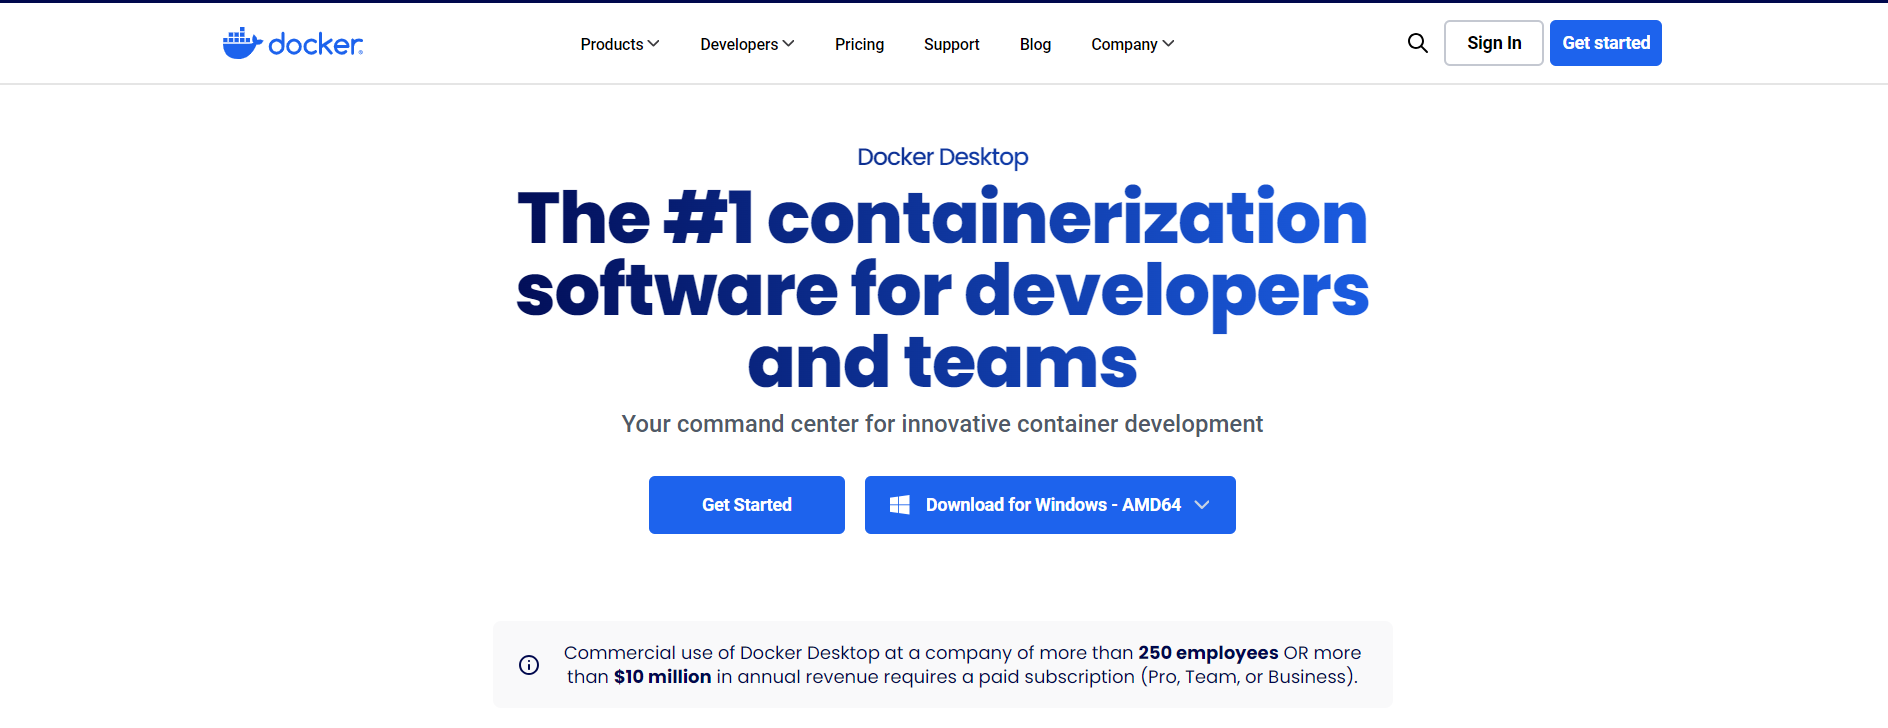 docker
Products
Developers
Pricing
Support
Blog
Company
Sign In
Get started
Docker Desktop
The #1 containerization
software for developers
and teams
Your command center for innovative container development
Get Started
Download for Windows - AMD64
Commercial use of Docker Desktop at a company of more than 250 employees OR more
than $10 million in annual revenue requires a paid subscription (Pro, Team, or Business).